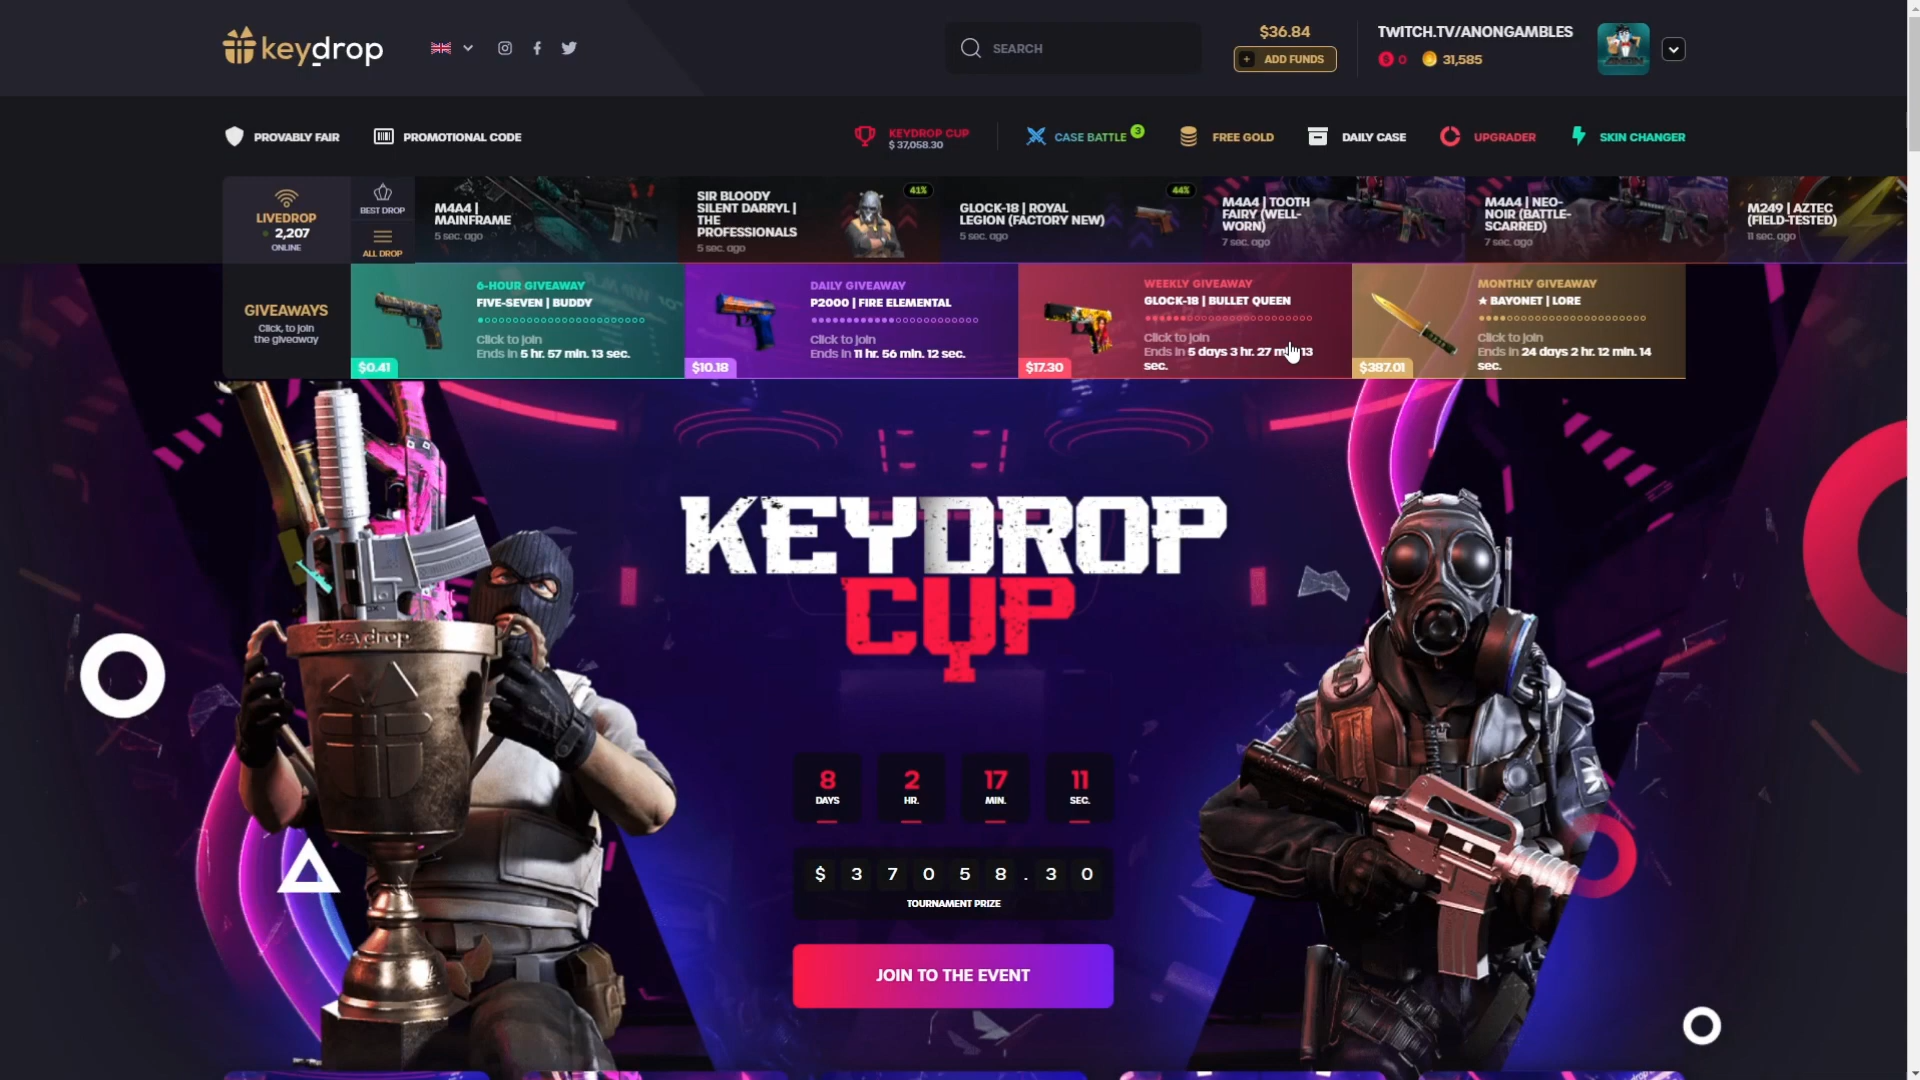 keydrop
SEARCH
$36.84
+ ADD FUNDS
TWITCH.TV/ANONGAMBLES
$ 0 31,585
PROVABLY FAIR
PROMOTIONAL CODE
KEYDROP CUP
$ 37,058.30
CASE BATTLE 3
FREE GOLD
DAILY CASE
UPGRADER
SKIN CHANGER
LIVEDROP
2,207
ONLINE
BEST DROP
ALL DROP
M4A4 |
MAINFRAME
5 sec. ago
SIR BLOODY
SILENT DARRYL |
THE
PROFESSIONALS
5 sec. ago
41%
GLOCK-18 | ROYAL
LEGION (FACTORY NEW)
5 sec. ago
44%
M4A4 | TOOTH
FAIRY (WELL-
WORN)
7 sec. ago
M4A4 | NEO-
NOIR (BATTLE-
SCARRED)
7 sec. ago
M249 | AZTEC
(FIELD-TESTED)
11 sec. ago
GIVEAWAYS
Click, to join
the giveaway
6-HOUR GIVEAWAY
FIVE-SEVEN | BUDDY
Click to join
Ends in 5 hr. 57 min. 13 sec.
$0.41
DAILY GIVEAWAY
P2000 | FIRE ELEMENTAL
Click to join
Ends in 11 hr. 56 min. 12 sec.
$10.18
WEEKLY GIVEAWAY
GLOCK-18 | BULLET QUEEN
Click to join
Ends in 5 days 3 hr. 27 13
sec.
$17.30
MONTHLY GIVEAWAY
★ BAYONET | LORE
Click to join
Ends in 24 days 2 hr. 12 min. 14
sec.
$387.01
KEYDROP
CUP
keydrop
8 2 17 11
DAYS HR. MIN. SEC.
$ 3 7 0 5 8 . 3 0
TOURNAMENT PRIZE
JOIN TO THE EVENT